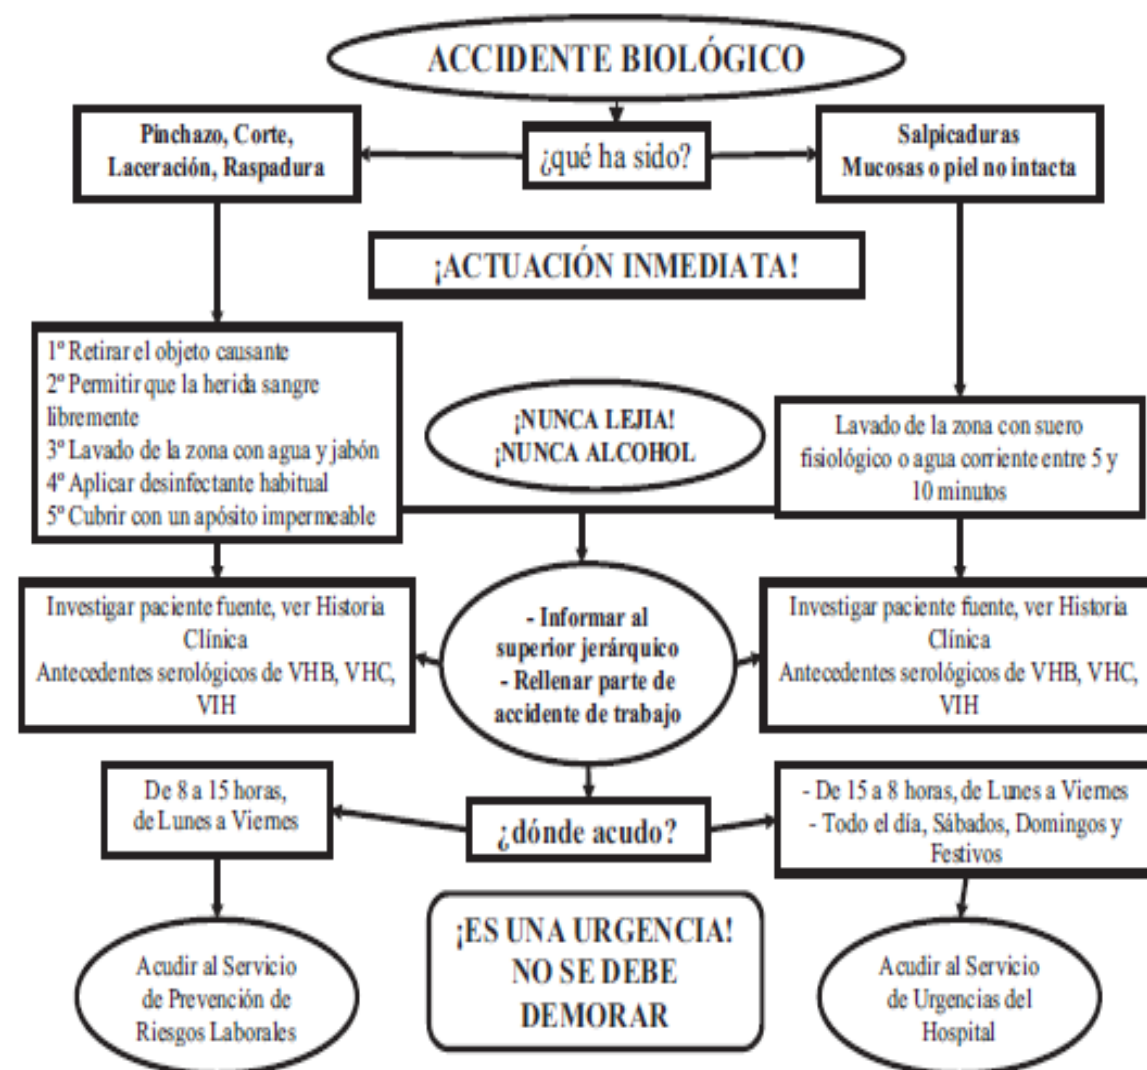 ACCIDENTE BIOLÓGICO
Pinchazo, Corte,
Laceración, Raspadura
¿qué ha sido?
Salpicaduras
Mucosas o piel no intacta
¡ACTUACIÓN INMEDIATA!
1º Retirar el objeto causante
2º Permitir que la herida sangre
libremente
3º Lavado de la zona con agua y jabón
4º Aplicar desinfectante habitual
5º Cubrir con un apósito impermeable
¡NUNCA LEJIA!
¡NUNCA ALCOHOL
Lavado de la zona con suero
fisiológico o agua corriente entre 5 y
10 minutos
Investigar paciente fuente, ver Historia
Clínica
Antecedentes serológicos de VHB, VHC,
VIH
- Informar al
superior jerárquico
- Rellenar parte de
accidente de trabajo
Investigar paciente fuente, ver Historia
Clínica
Antecedentes serológicos de VHB, VHC,
VIH
De 8 a 15 horas,
de Lunes a Viernes
¿dónde acudo?
- De 15 a 8 horas, de Lunes a Viernes
- Todo el día, Sábados, Domingos y
Festivos
Acudir al Servicio
de Prevención de
Riesgos Laborales
¡ES UNA URGENCIA!
NO SE DEBE
DEMORAR
Acudir al Servicio
de Urgencias del
Hospital